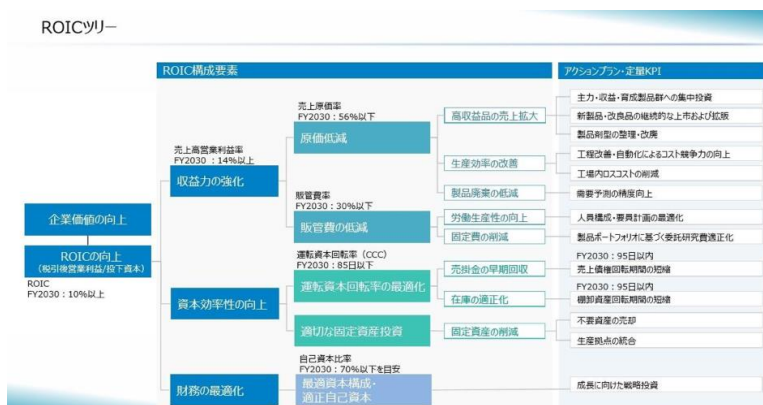 ROICツリー
ROIC構成要素
アクションプラン・定量KPI
企業価値の向上
ROICの向上
(税引後営業利益/投下資本)
ROIC
FY2030：10%以上
売上高営業利益率
FY2030：14%以上
収益力の強化
資本効率性の向上
財務の最適化
売上原価率
FY2030：56%以下
原価低減
販管費率
FY2030：30%以下
販管費の低減
運転資本回転率（CCC）
FY2030：85日以下
運転資本回転率の最適化
適切な固定資産投資
自己資本比率
FY2030：70%以下を目安
最適資本構成・
適正自己資本
高収益品の売上拡大
生産効率の改善
製品廃棄の低減
労働生産性の向上
固定費の削減
売掛金の早期回収
在庫の適正化
固定資産の削減
主力・収益・育成製品群への集中投資
新製品・改良品の継続的な上市および拡販
製品剤型の整理・改廃
工程改善・自動化によるコスト競争力の向上
工場内ロスコストの削減
需要予測の精度向上
人員構成・要員計画の最適化
製品ポートフォリオに基づく委託研究費適正化
FY2030：95日以内
売上債権回転期間の短縮
FY2030：95日以内
棚卸資産回転期間の短縮
不要資産の売却
生産拠点の統合
成長に向けた戦略投資